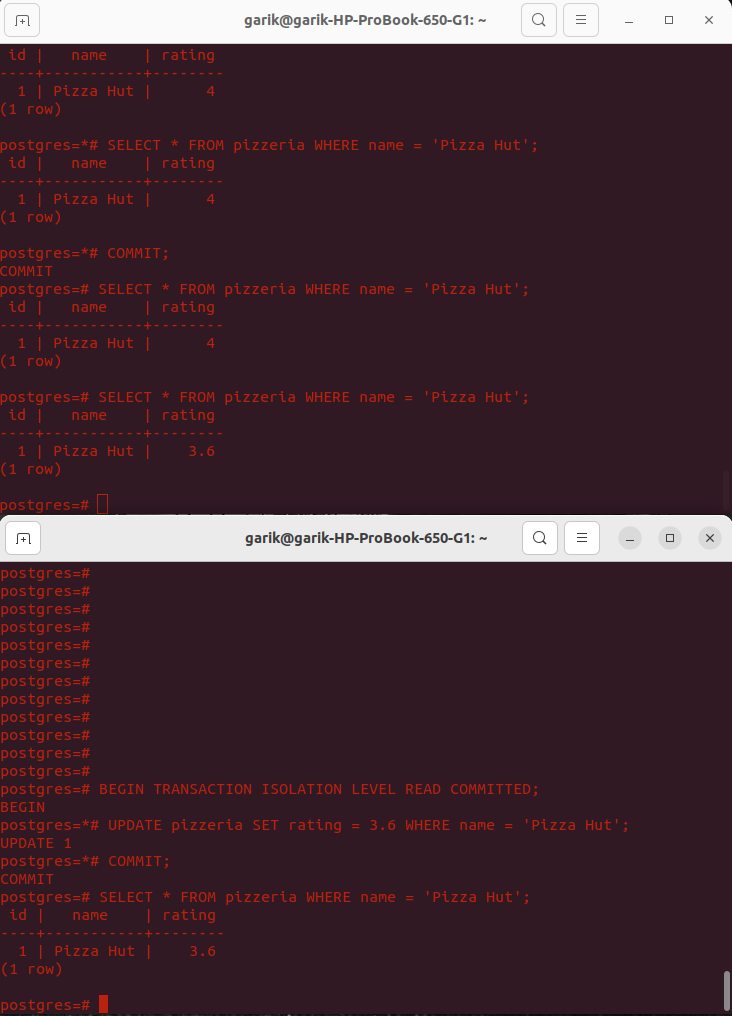 garik@garik-HP-ProBook-650-G1: ~
 id |   name    | rating
----+-----------+--------
  1 | Pizza Hut |      4
(1 row)

postgres=*# SELECT * FROM pizzeria WHERE name = 'Pizza Hut';
 id |   name    | rating
----+-----------+--------
  1 | Pizza Hut |      4
(1 row)

postgres=*# COMMIT;
COMMIT
postgres=# SELECT * FROM pizzeria WHERE name = 'Pizza Hut';
 id |   name    | rating
----+-----------+--------
  1 | Pizza Hut |      4
(1 row)

postgres=# SELECT * FROM pizzeria WHERE name = 'Pizza Hut';
 id |   name    | rating
----+-----------+--------
  1 | Pizza Hut |    3.6
(1 row)

postgres=#
garik@garik-HP-ProBook-650-G1: ~
postgres=#
postgres=#
postgres=#
postgres=#
postgres=#
postgres=#
postgres=#
postgres=#
postgres=#
postgres=#
postgres=#
postgres=#
postgres=# BEGIN TRANSACTION ISOLATION LEVEL READ COMMITTED;
BEGIN
postgres=*# UPDATE pizzeria SET rating = 3.6 WHERE name = 'Pizza Hut';
UPDATE 1
postgres=*# COMMIT;
COMMIT
postgres=# SELECT * FROM pizzeria WHERE name = 'Pizza Hut';
 id |   name    | rating
----+-----------+--------
  1 | Pizza Hut |    3.6
(1 row)

postgres=#